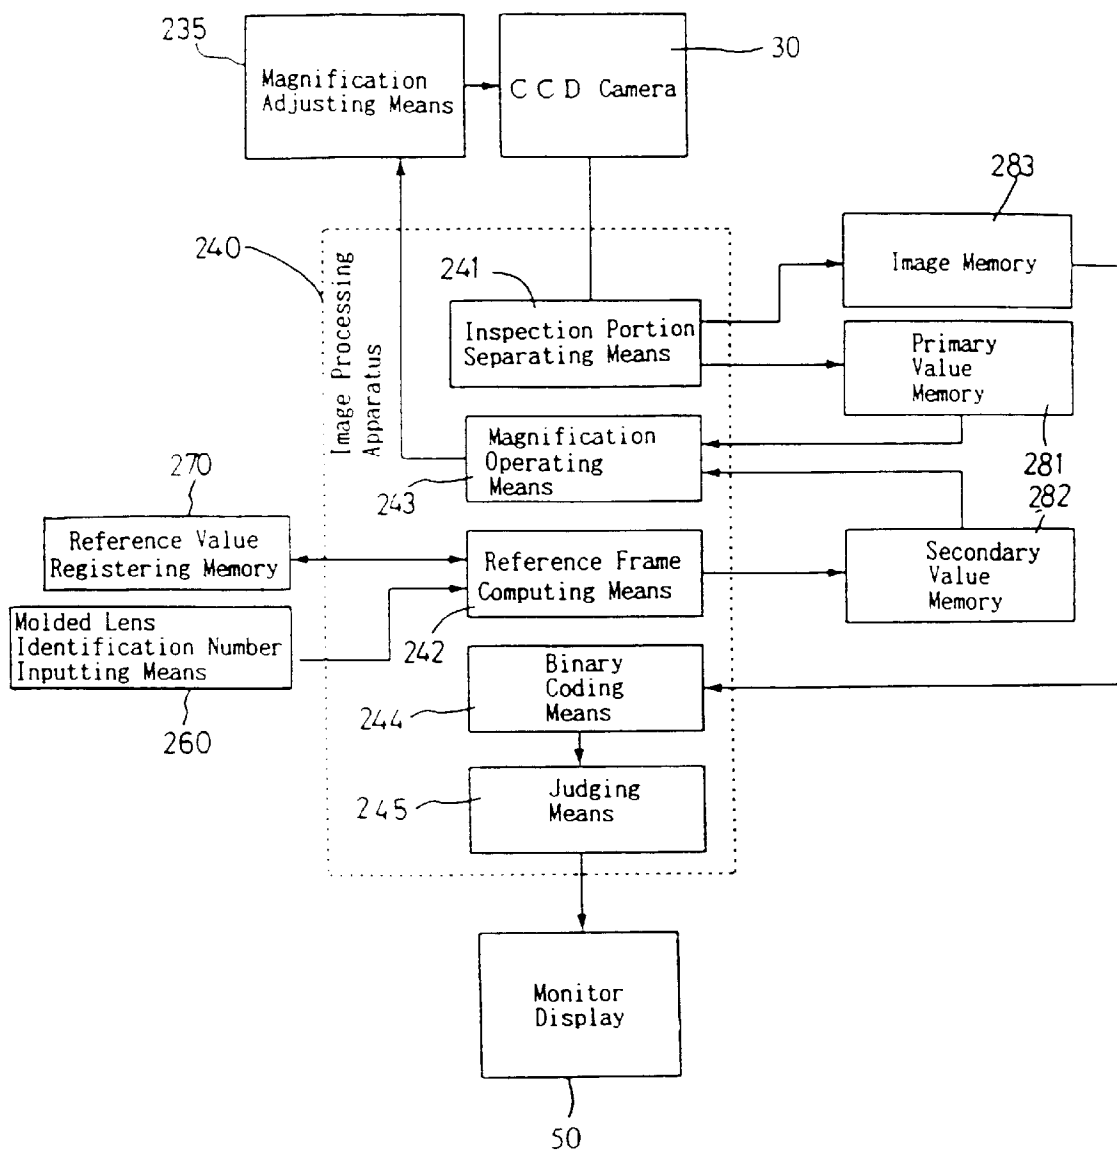 235
Magnification
Adjusting Means
CCD Camera
30
283
Image Memory
240
Image Processing
Apparatus
241
Inspection Portion
Separating Means
Primary
Value
Memory
281
Magnification
Operating
Means
243
270
Reference Value
Registering Memory
Reference Frame
Computing Means
242
282
Secondary
Value
Memory
Molded Lens
Identification Number
Inputting Means
260
Binary
Coding
Means
244
Judging
Means
245
Monitor
Display
50